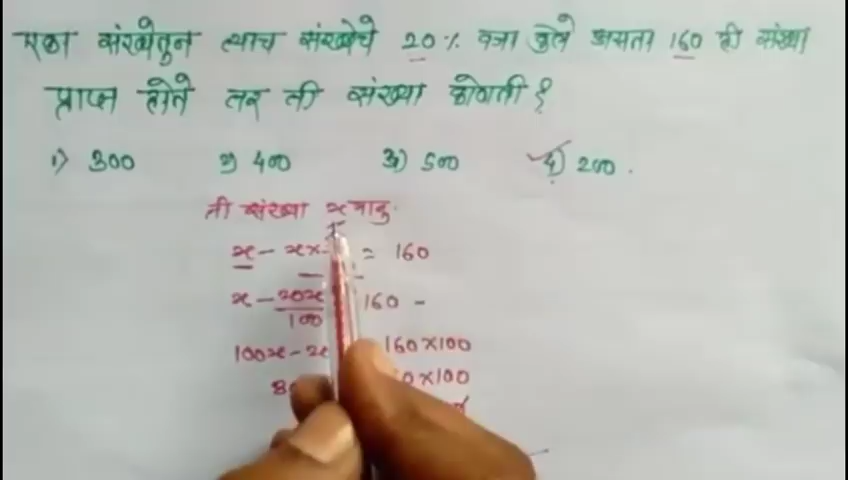 एका संख्येतुन त्याच संख्येचे 20% वजा केले असता 160 ही संख्या
प्राप्त होते तर ती संख्या कोणती?
1) 300 2) 400 3) 500 4) 200.
ती संख्या x मानु.
x - x× = 160
x - 20x/100 160 -
100x - 160×100
×100